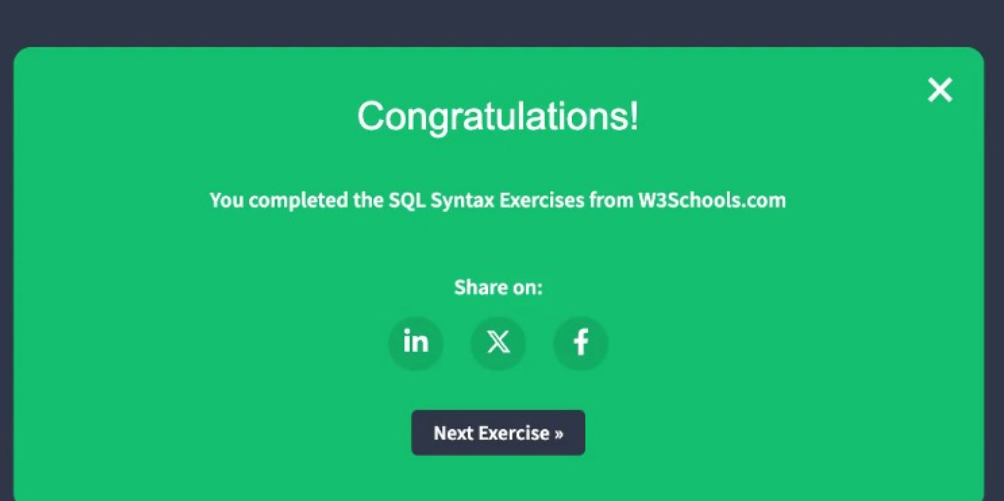 Congratulations!
You completed the SQL Syntax Exercises from W3Schools.com
Share on:
in X f
Next Exercise »